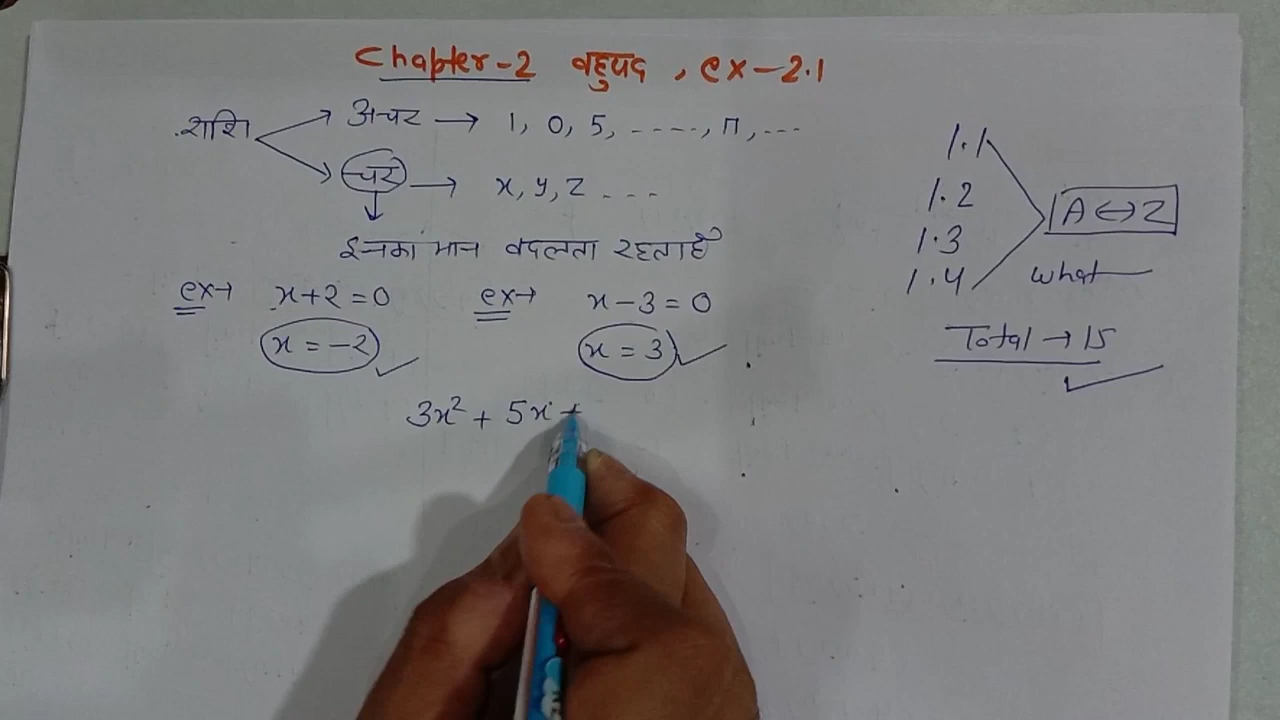 Chapter-2 बहुपद, ex-2.1
राशि → अचर → 1, 0, 5, ----, π, ---
→ चर → x, y, z ---
↓
इनका मान बदलता रहता है
ex→ x+2=0 ex→ x-3=0
x=-2 ✓ x=3 ✓
3x² + 5x +
1.1
1.2
1.3
1.4
A↔Z
what
Total → 15